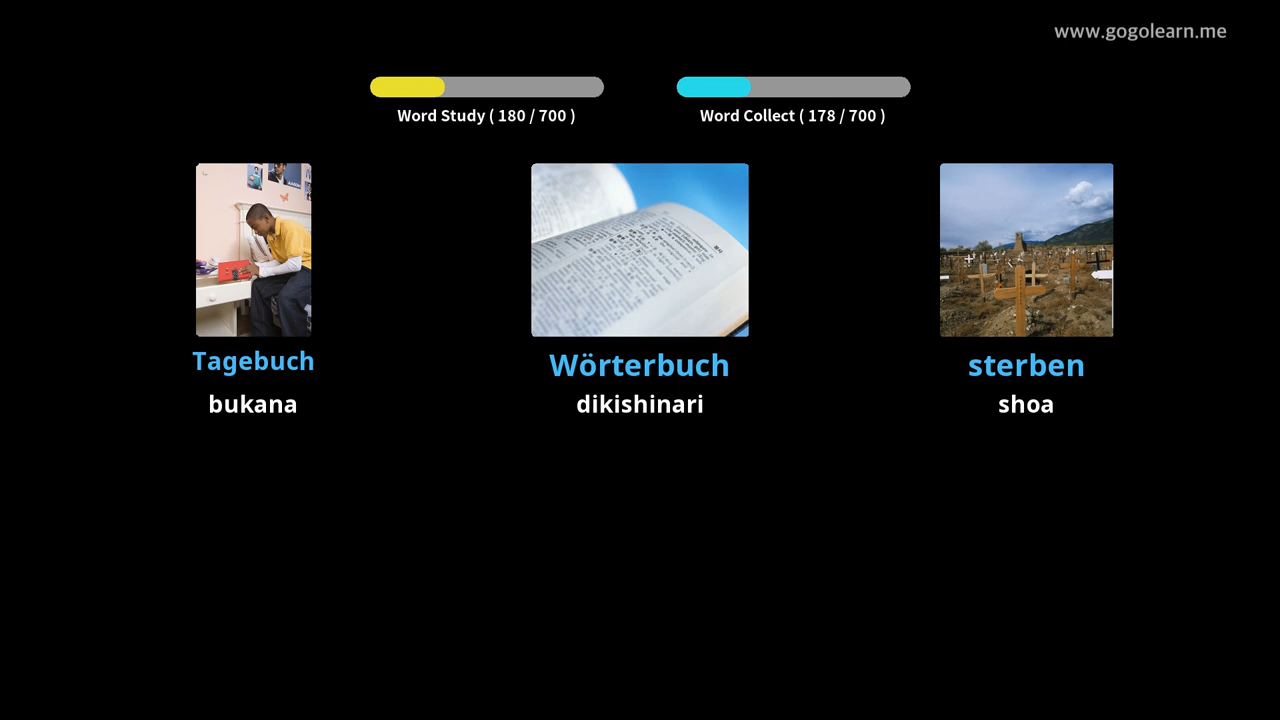 www.gogolearn.me
Word Study ( 180 / 700 )
Word Collect ( 178 / 700 )
Tagebuch
bukana
Wörterbuch
dikishinari
sterben
shoa